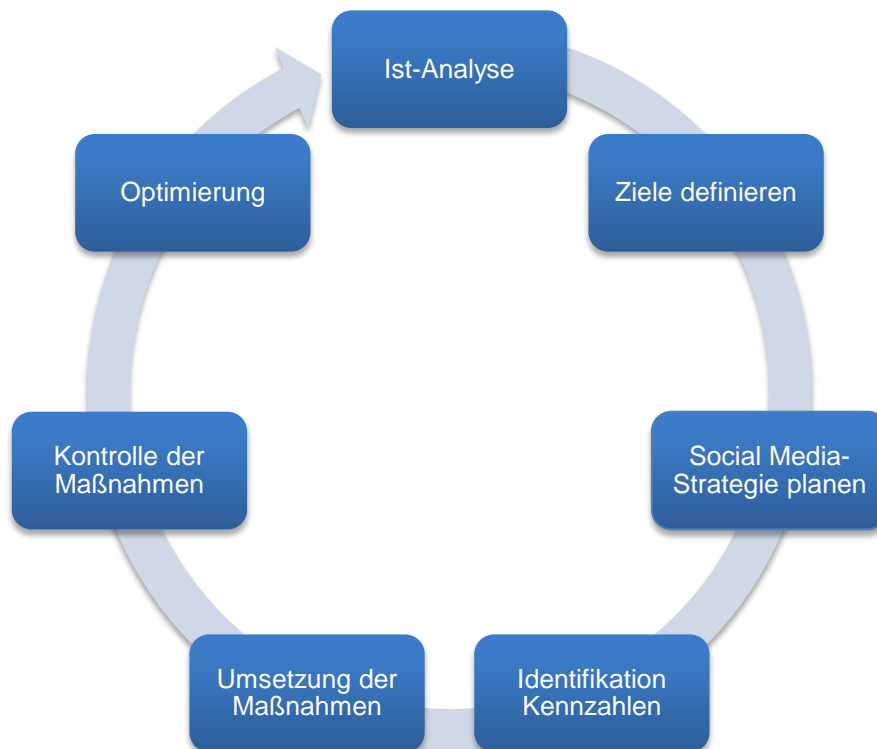 Ist-Analyse
Ziele definieren
Social Media-
Strategie planen
Identifikation
Kennzahlen
Umsetzung der
Maßnahmen
Kontrolle der
Maßnahmen
Optimierung